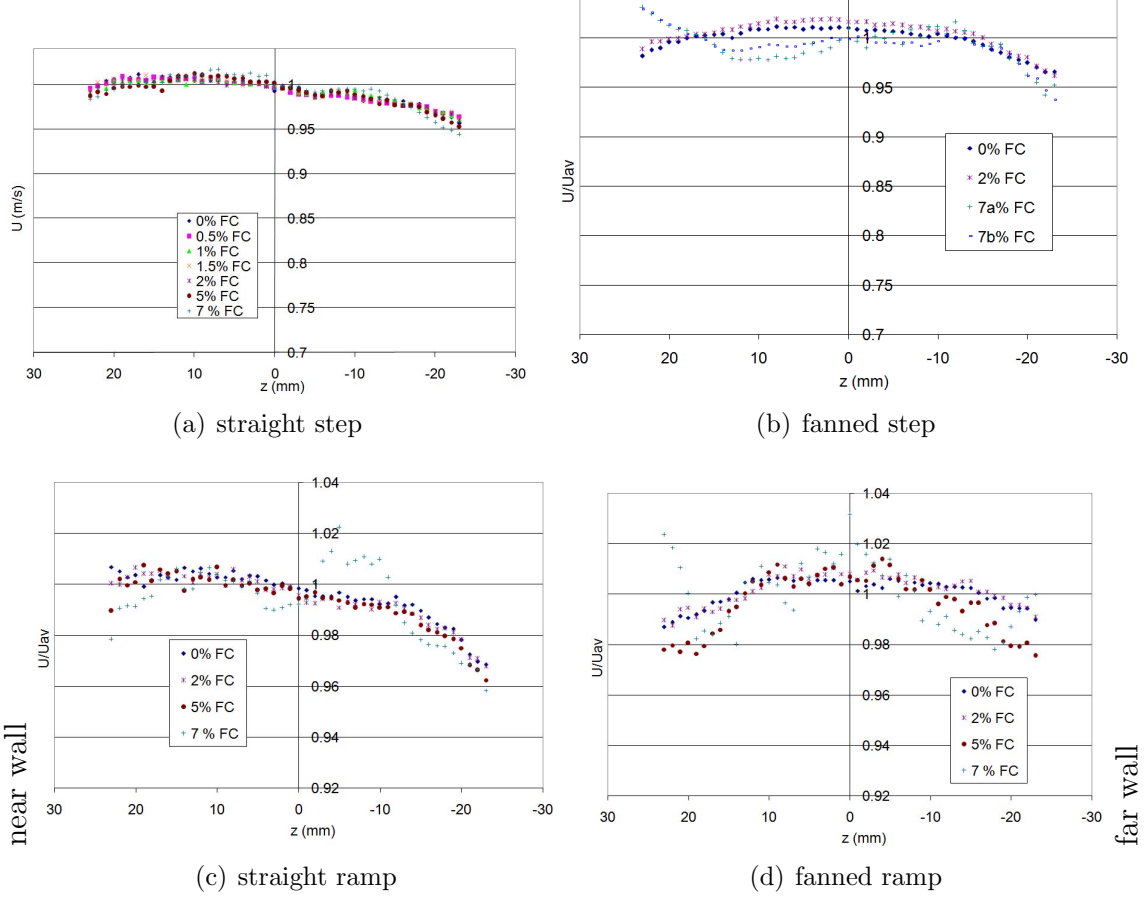 1
0.95
0.9
0.85
0.8
0.75
0.7
U (m/s)
0% FC
0.5% FC
1% FC
1.5% FC
2% FC
5% FC
7 % FC
30 20 10 0 -10 -20 -30
z (mm)
(a) straight step
1
0.95
0.9
0.85
0.8
0.75
0.7
U/Uav
0% FC
2% FC
7a% FC
7b% FC
30 20 10 0 -10 -20 -30
z (mm)
(b) fanned step
near wall
1.04
1.02
1
0.98
0.96
0.94
0.92
U/Uav
0% FC
2% FC
5% FC
7 % FC
30 20 10 0 -10 -20 -30
z (mm)
(c) straight ramp
1.04
1.02
1
0.98
0.96
0.94
0.92
U/Uav
0% FC
2% FC
5% FC
7 % FC
30 20 10 0 -10 -20 -30
z (mm)
(d) fanned ramp
far wall